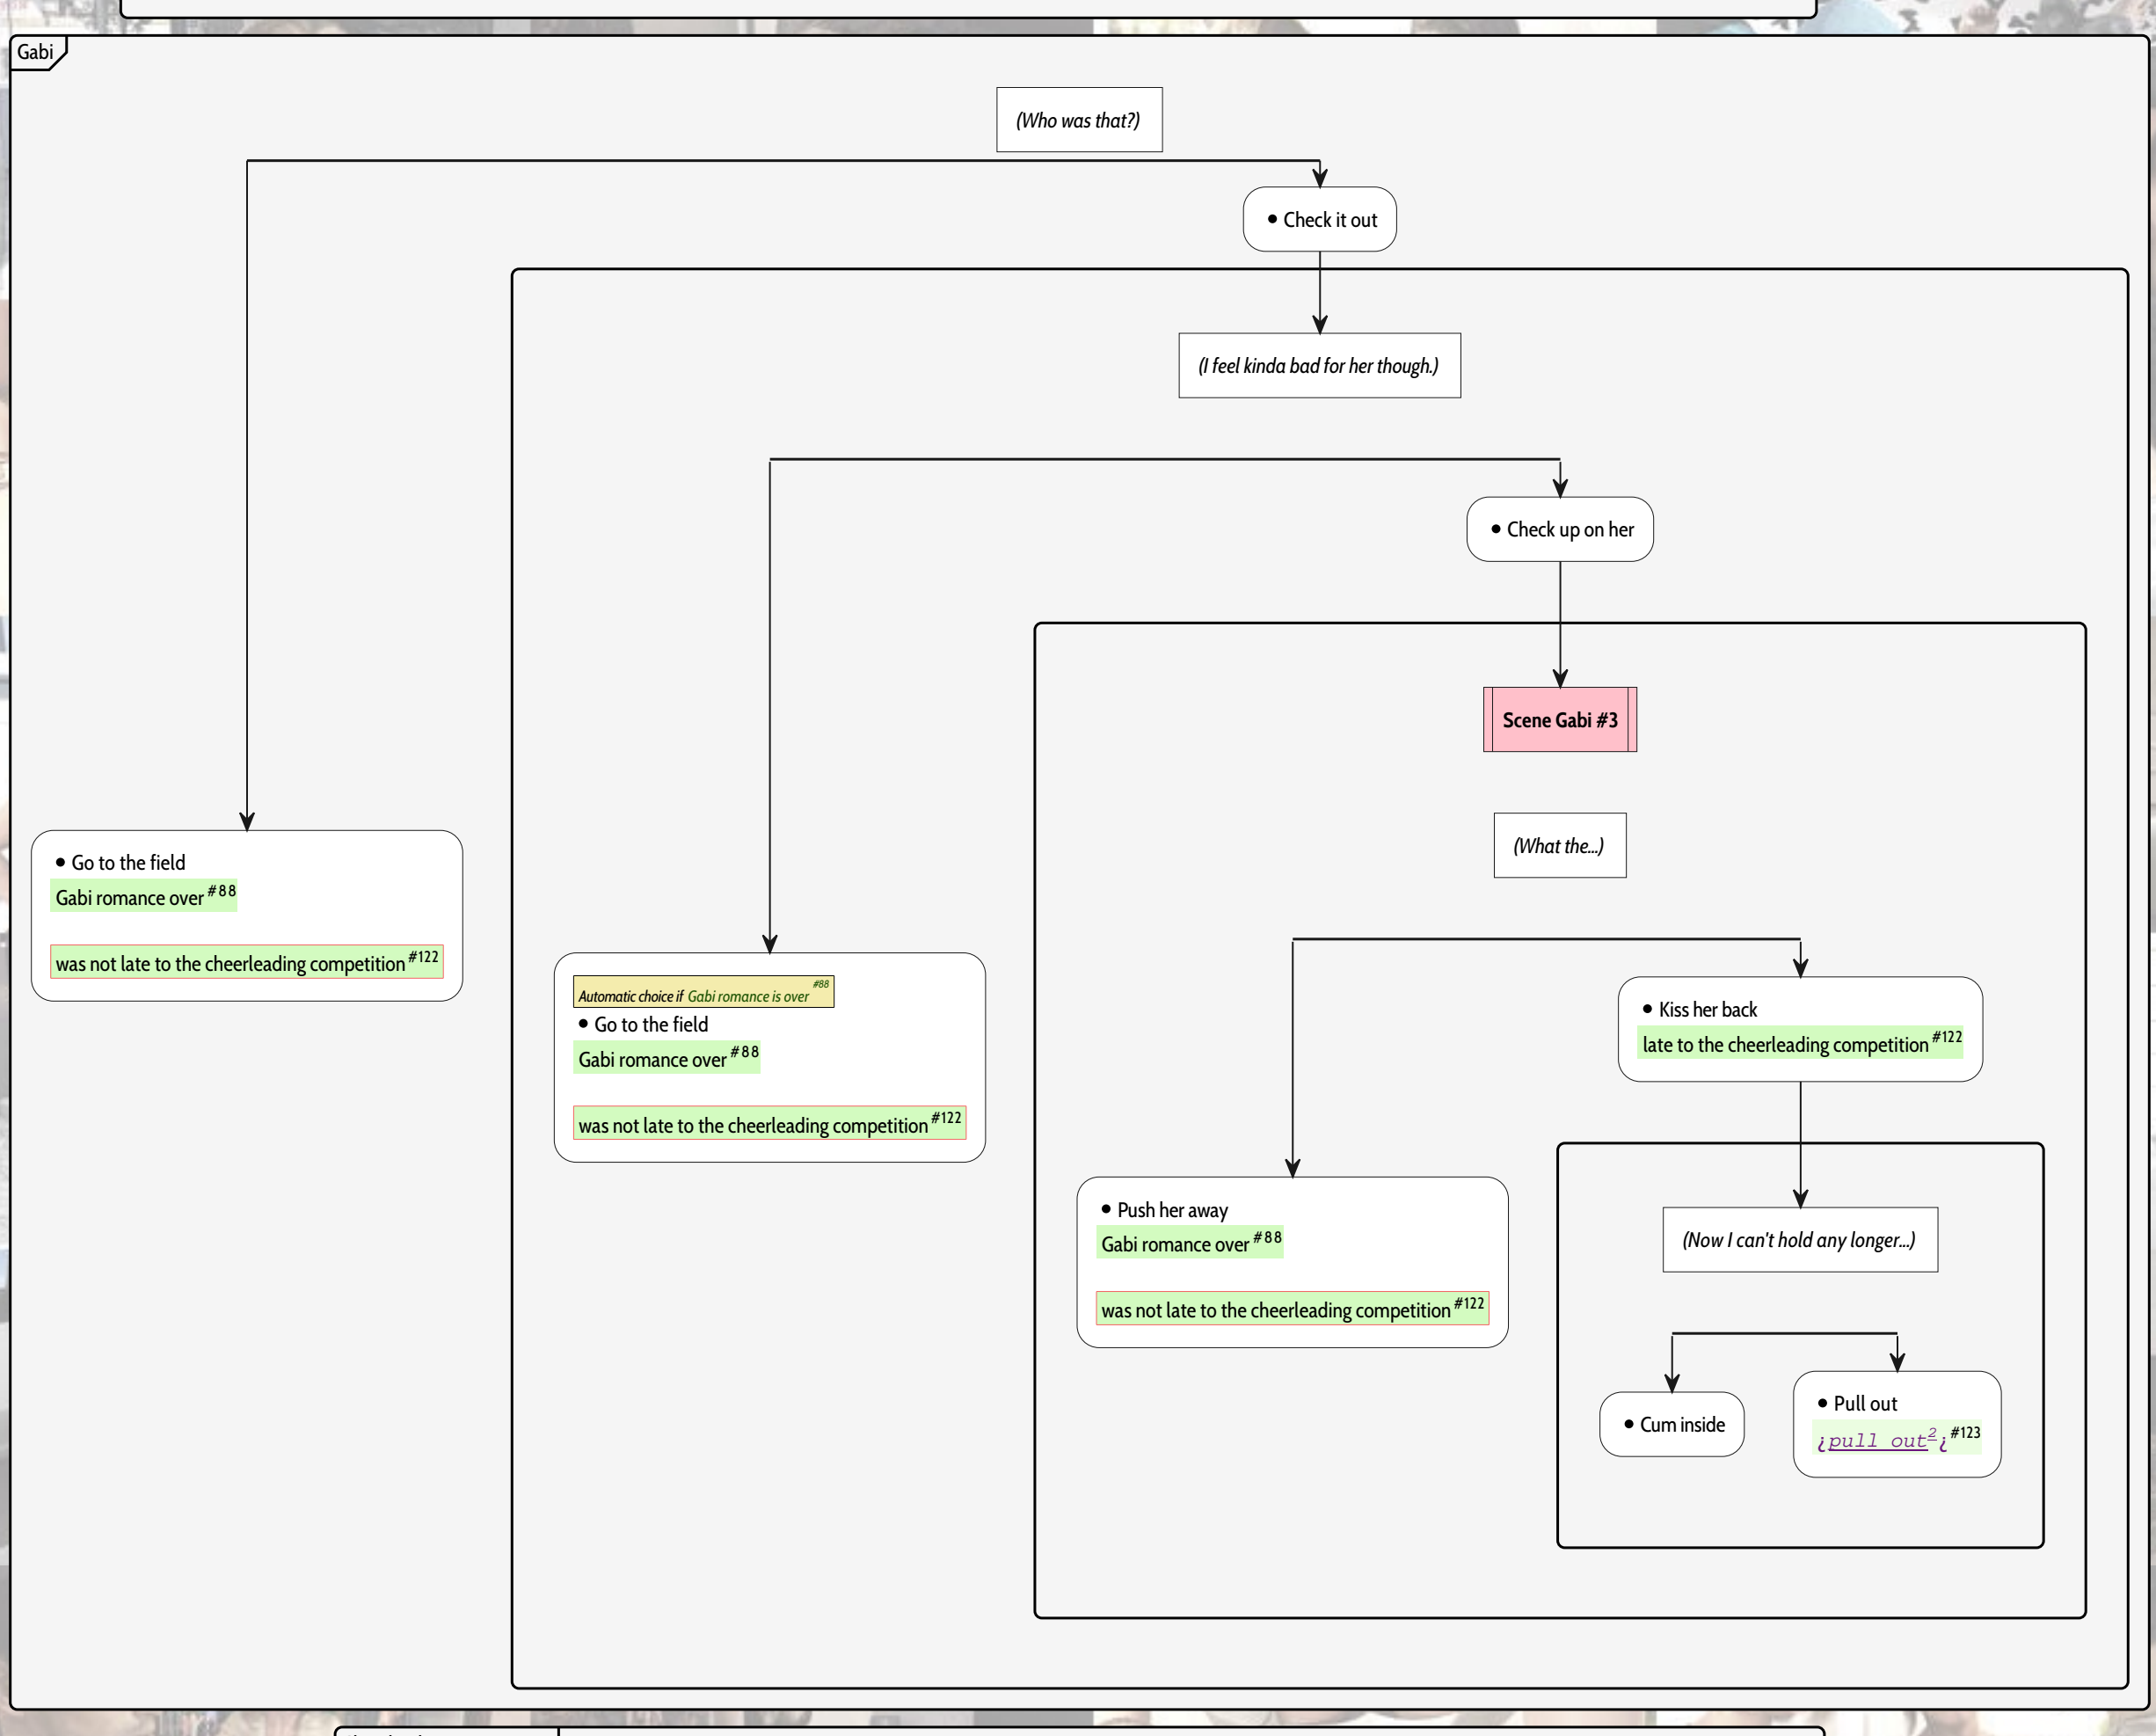 Gabi
(Who was that?)
• Check it out
(I feel kinda bad for her though.)
• Check up on her
Scene Gabi #3
(What the...)
• Go to the field
Gabi romance over #88
was not late to the cheerleading competition #122
Automatic choice if Gabi romance is over #88
• Go to the field
Gabi romance over #88
was not late to the cheerleading competition #122
• Kiss her back
late to the cheerleading competition #122
• Push her away
Gabi romance over #88
was not late to the cheerleading competition #122
(Now I can't hold any longer...)
• Cum inside
• Pull out
¿pull out²¿ #123